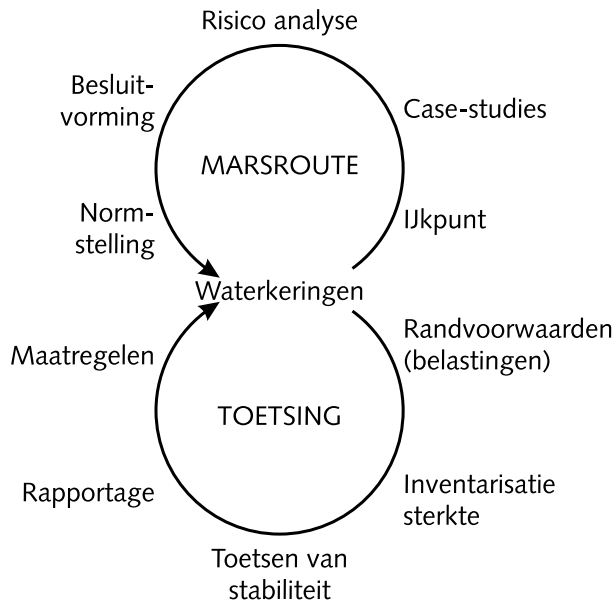 Risico analyse
Besluit-
vorming
Case-studies
MARSROUTE
Norm-
stelling
IJkpunt
Waterkeringen
Randvoorwaarden
(belastingen)
Maatregelen
TOETSING
Rapportage
Inventarisatie
sterkte
Toetsen van
stabiliteit